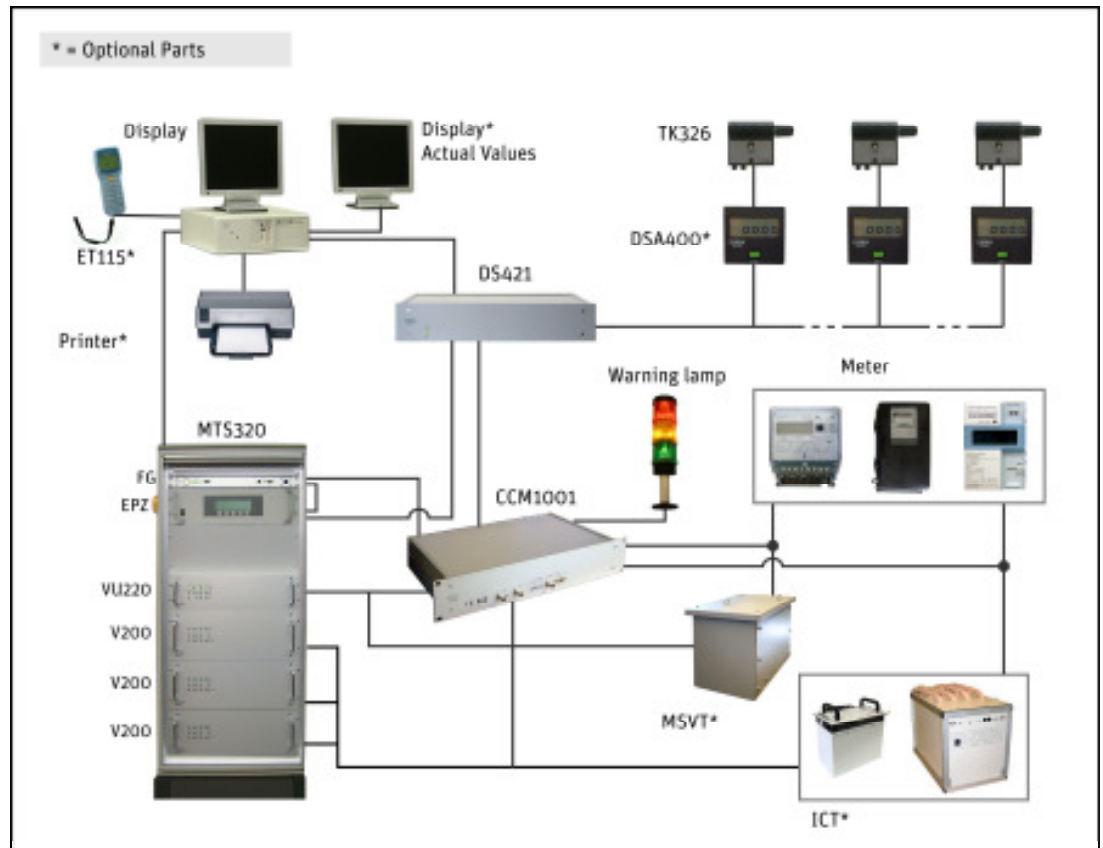 * = Optional Parts
Display
Display*
Actual Values
TK326
ET115*
DSA400*
DS421
Printer*
Warning lamp
Meter
MTS320
FG
EPZ
CCM1001
VU220
V200
V200
V200
MSVT*
ICT*